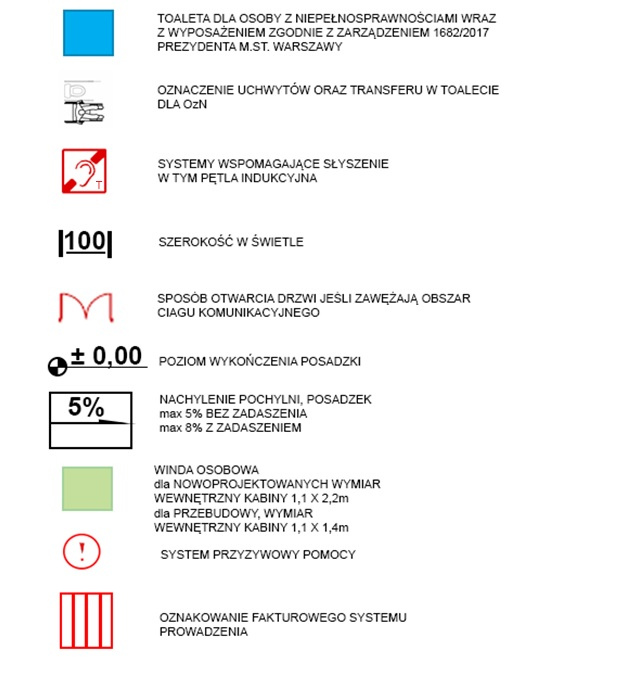 TOALETA DLA OSOBY Z NIEPEŁNOSPRAWNOŚCIAMI WRAZ
Z WYPOSAŻENIEM ZGODNIE Z ZARZĄDZENIEM 1682/2017
PREZYDENTA M.ST. WARSZAWY
OZNACZENIE UCHWYTÓW ORAZ TRANSFERU W TOALECIE
DLA OzN
T
SYSTEMY WSPOMAGAJĄCE SŁYSZENIE
W TYM PĘTLA INDUKCYJNA
100
SZEROKOŚĆ W ŚWIETLE
SPOSÓB OTWARCIA DRZWI JEŚLI ZAWĘŻAJĄ OBSZAR
CIAGU KOMUNIKACYJNEGO
± 0,00
POZIOM WYKOŃCZENIA POSADZKI
5%
NACHYLENIE POCHYLNI, POSADZEK
max 5% BEZ ZADASZENIA
max 8% Z ZADASZENIEM
WINDA OSOBOWA
dla NOWOPROJEKTOWANYCH WYMIAR
WEWNĘTRZNY KABINY 1,1 X 2,2m
dla PRZEBUDOWY, WYMIAR
WEWNĘTRZNY KABINY 1,1 X 1,4m
!
SYSTEM PRZYZYWOWY POMOCY
OZNAKOWANIE FAKTUROWEGO SYSTEMU
PROWADZENIA